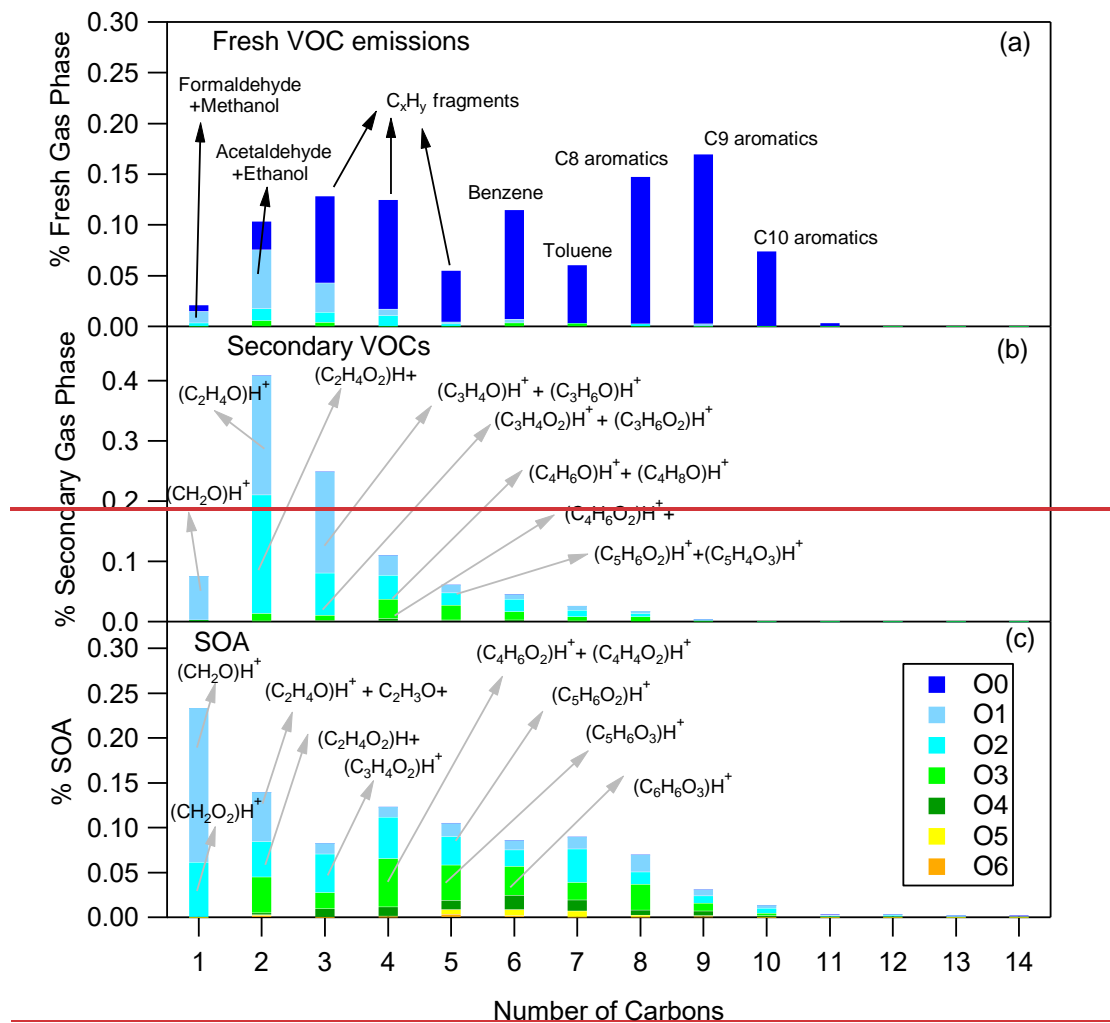 0.30
0.25
0.20
0.15
0.10
0.05
0.00
% Fresh Gas Phase
Fresh VOC emissions
(a)
Formaldehyde
+Methanol
Acetaldehyde
+Ethanol
CxHy fragments
Benzene
Toluene
C8 aromatics
C9 aromatics
C10 aromatics
0.4
0.3
0.2
0.1
0.0
% Secondary Gas Phase
Secondary VOCs
(b)
(C2H4O)H+
(C2H4O2)H+
(CH2O)H+
(C3H4O)H+ + (C3H6O)H+
(C3H4O2)H+ + (C3H6O2)H+
(C4H6O)H+ + (C4H8O)H+
(C4H6O2)H+ +
(C5H6O2)H+ +(C5H4O3)H+
0.30
0.25
0.20
0.15
0.10
0.05
0.00
% SOA
SOA
(c)
(CH2O)H+
(CH2O2)H+
(C2H4O)H+ + C2H3O+
(C2H4O2)H+
(C3H4O2)H+
(C4H6O2)H+ + (C4H4O2)H+
(C5H6O2)H+
(C5H6O3)H+
(C6H6O3)H+
O0
O1
O2
O3
O4
O5
O6
1 2 3 4 5 6 7 8 9 10 11 12 13 14
Number of Carbons